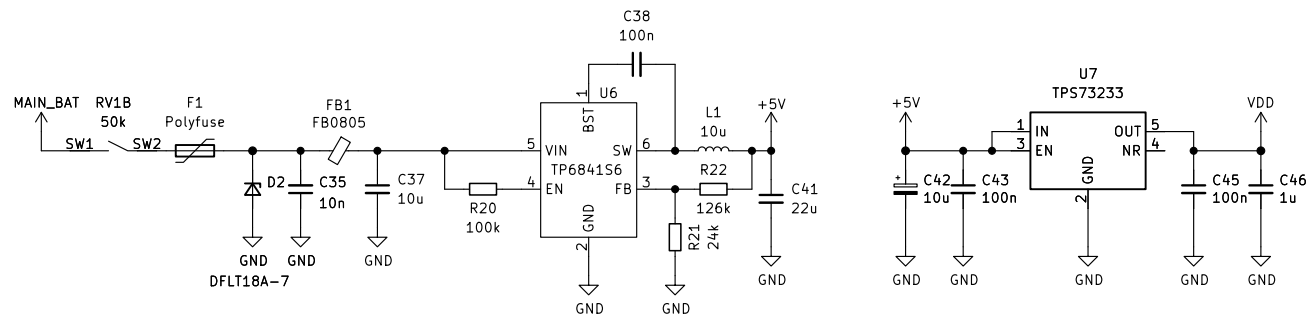 C38
100n
MAIN_BAT
RV1B
50k
SW1
SW2
F1
Polyfuse
FB1
FB0805
D2
DFLT18A-7
GND
C35
10n
GND
C37
10u
GND
R20
100k
U6
TP6841S6
1
BST
5
VIN
4
EN
2
GND
SW
6
FB
3
GND
L1
10u
R22
126k
R21
24k
GND
+5V
C41
22u
GND
+5V
+
C42
10u
GND
C43
100n
GND
U7
TPS73233
1
IN
3
EN
OUT
5
NR
4
GND
2
GND
VDD
C45
100n
GND
C46
1u
GND